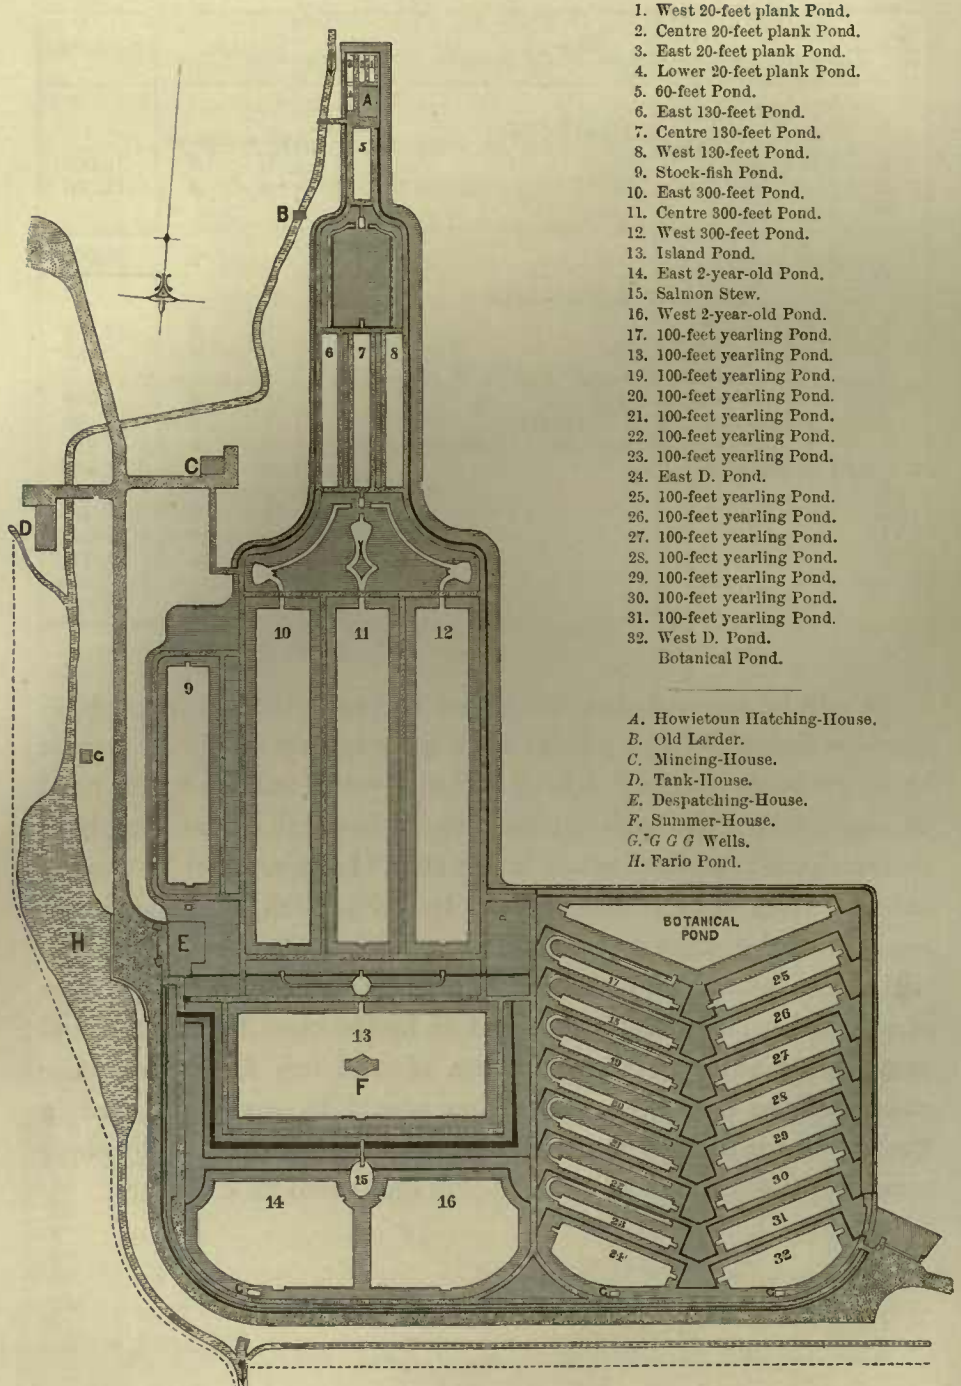 1. West 20-feet plank Pond.
2. Centre 20-feet plank Pond.
3. East 20-feet plank Pond.
4. Lower 20-feet plank Pond.
5. 60-feet Pond.
6. East 130-feet Pond.
7. Centre 130-feet Pond.
8. West 130-feet Pond.
9. Stock-fish Pond.
10. East 300-feet Pond.
11. Centre 300-feet Pond.
12. West 300-feet Pond.
13. Island Pond.
14. East 2-year-old Pond.
15. Salmon Stew.
16. West 2-year-old Pond.
17. 100-feet yearling Pond.
18. 100-feet yearling Pond.
19. 100-feet yearling Pond.
20. 100-feet yearling Pond.
21. 100-feet yearling Pond.
22. 100-feet yearling Pond.
23. 100-feet yearling Pond.
24. East D. Pond.
25. 100-feet yearling Pond.
26. 100-feet yearling Pond.
27. 100-feet yearling Pond.
28. 100-feet yearling Pond.
29. 100-feet yearling Pond.
30. 100-feet yearling Pond.
31. 100-feet yearling Pond.
32. West D. Pond.
Botanical Pond.
A. Howietoun Hatching-House.
B. Old Larder.
C. Mincing-House.
D. Tank-House.
E. Despatching-House.
F. Summer-House.
G. G G G Wells.
H. Fario Pond.
A
5
B
6 7 8
C
D
10 11 12
9
G
BOTANICAL
POND
H
E
17
25
18
26
13
19
27
F
20
28
21
29
15
22
30
14
16
23
31
24
32
G
G
G